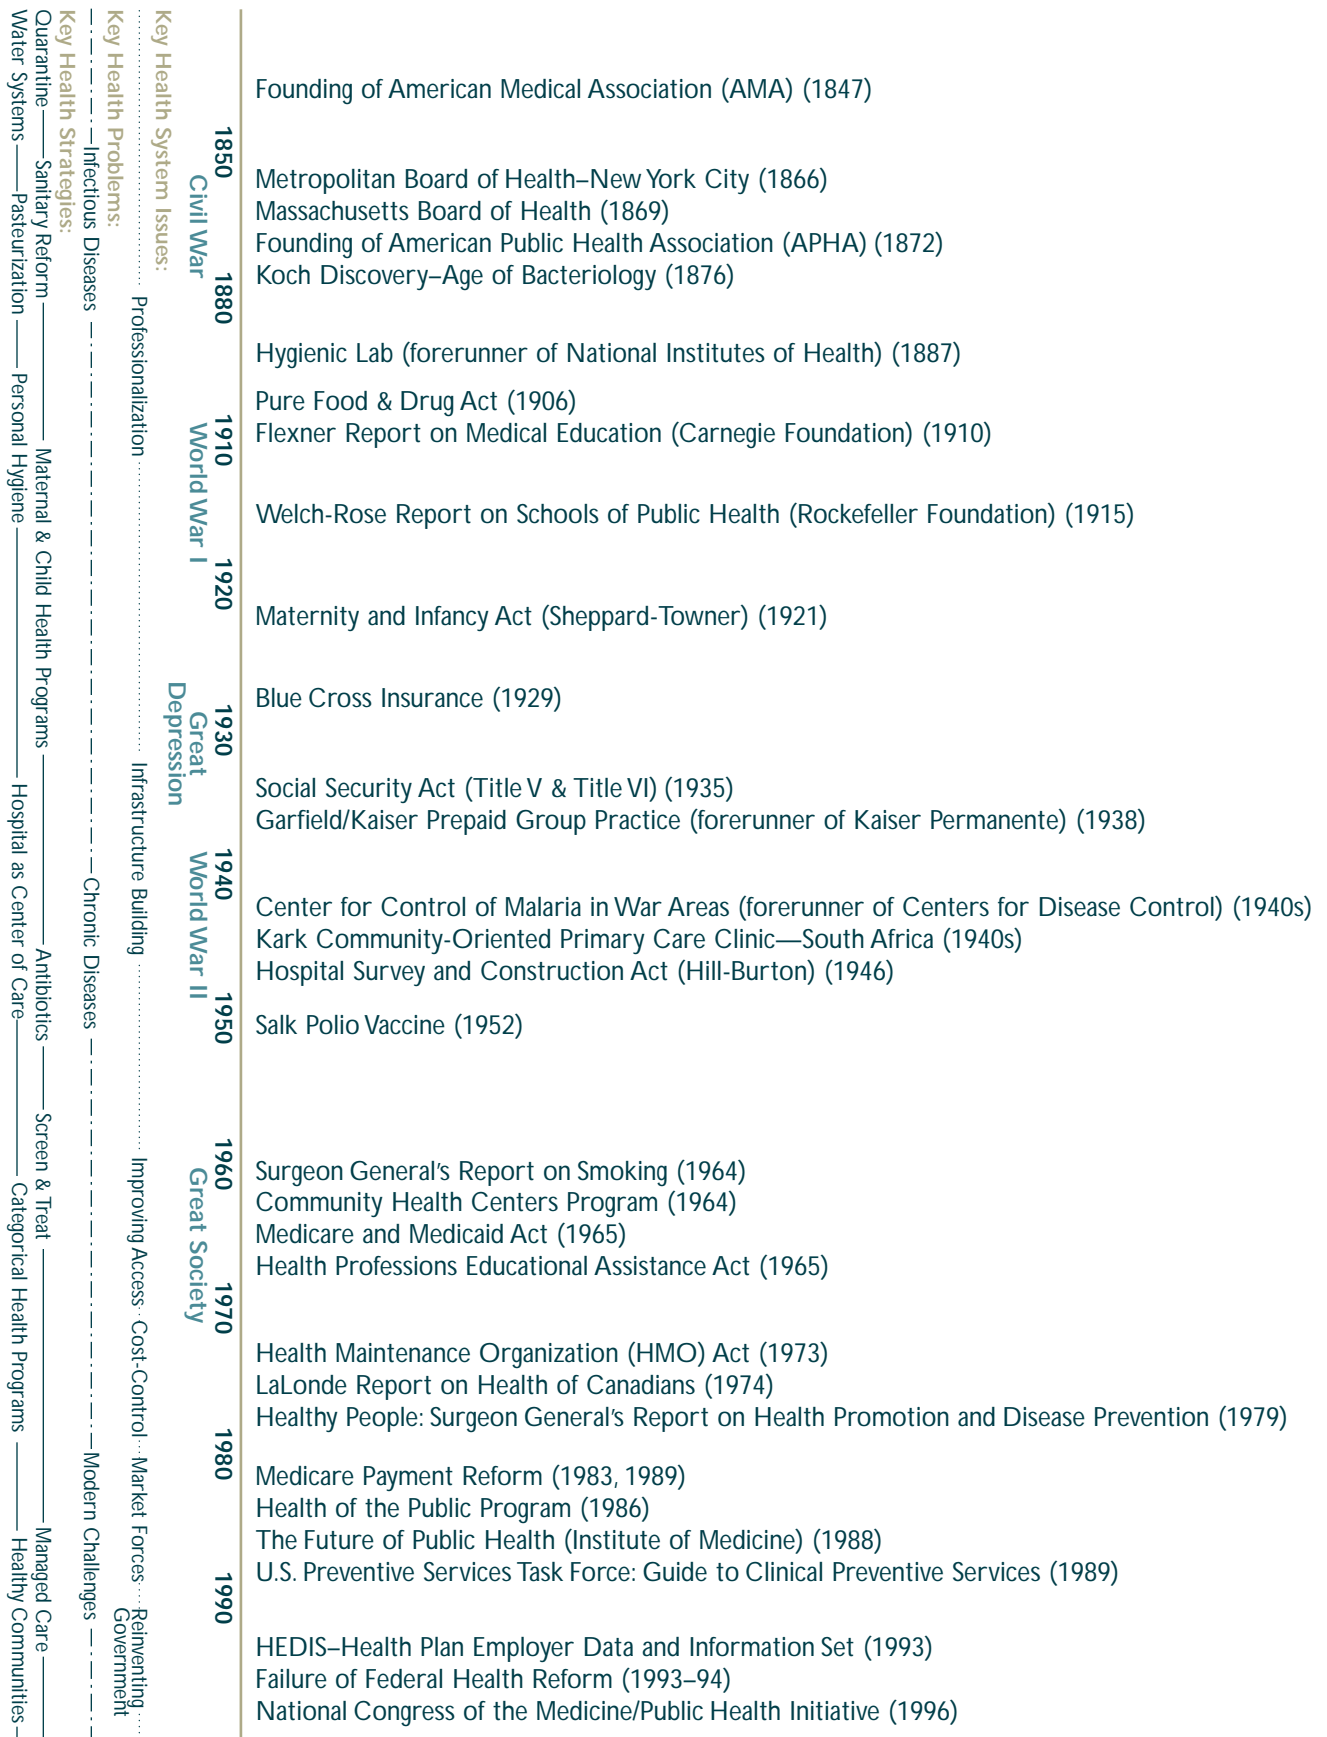 Founding of American Medical Association (AMA) (1847)
Metropolitan Board of Health–New York City (1866)
Massachusetts Board of Health (1869)
Founding of American Public Health Association (APHA) (1872)
Koch Discovery–Age of Bacteriology (1876)
Hygienic Lab (forerunner of National Institutes of Health) (1887)
Pure Food & Drug Act (1906)
Flexner Report on Medical Education (Carnegie Foundation) (1910)
Welch-Rose Report on Schools of Public Health (Rockefeller Foundation) (1915)
Maternity and Infancy Act (Sheppard-Towner) (1921)
Blue Cross Insurance (1929)
Social Security Act (Title V & Title VI) (1935)
Garfield/Kaiser Prepaid Group Practice (forerunner of Kaiser Permanente) (1938)
Center for Control of Malaria in War Areas (forerunner of Centers for Disease Control) (1940s)
Kark Community-Oriented Primary Care Clinic—South Africa (1940s)
Hospital Survey and Construction Act (Hill-Burton) (1946)
Salk Polio Vaccine (1952)
Surgeon General's Report on Smoking (1964)
Community Health Centers Program (1964)
Medicare and Medicaid Act (1965)
Health Professions Educational Assistance Act (1965)
Health Maintenance Organization (HMO) Act (1973)
LaLonde Report on Health of Canadians (1974)
Healthy People: Surgeon General's Report on Health Promotion and Disease Prevention (1979)
Medicare Payment Reform (1983, 1989)
Health of the Public Program (1986)
The Future of Public Health (Institute of Medicine) (1988)
U.S. Preventive Services Task Force: Guide to Clinical Preventive Services (1989)
HEDIS–Health Plan Employer Data and Information Set (1993)
Failure of Federal Health Reform (1993–94)
National Congress of the Medicine/Public Health Initiative (1996)
1850 1880 1910 1920 1930 1940 1950 1960 1970 1980 1990
Civil War World War I Great World War II Great Society
Depression
Key Health System Issues:
Professionalization Infrastructure Building Improving Access Cost-Control Market Forces Reinventing
Government
Key Health Problems:
Infectious Diseases Chronic Diseases Modern Challenges
Key Health Strategies:
Quarantine Sanitary Reform Maternal & Child Health Programs Antibiotics Screen & Treat Managed Care
Water Systems Pasteurization Personal Hygiene Hospital as Center of Care Categorical Health Programs Healthy Communities